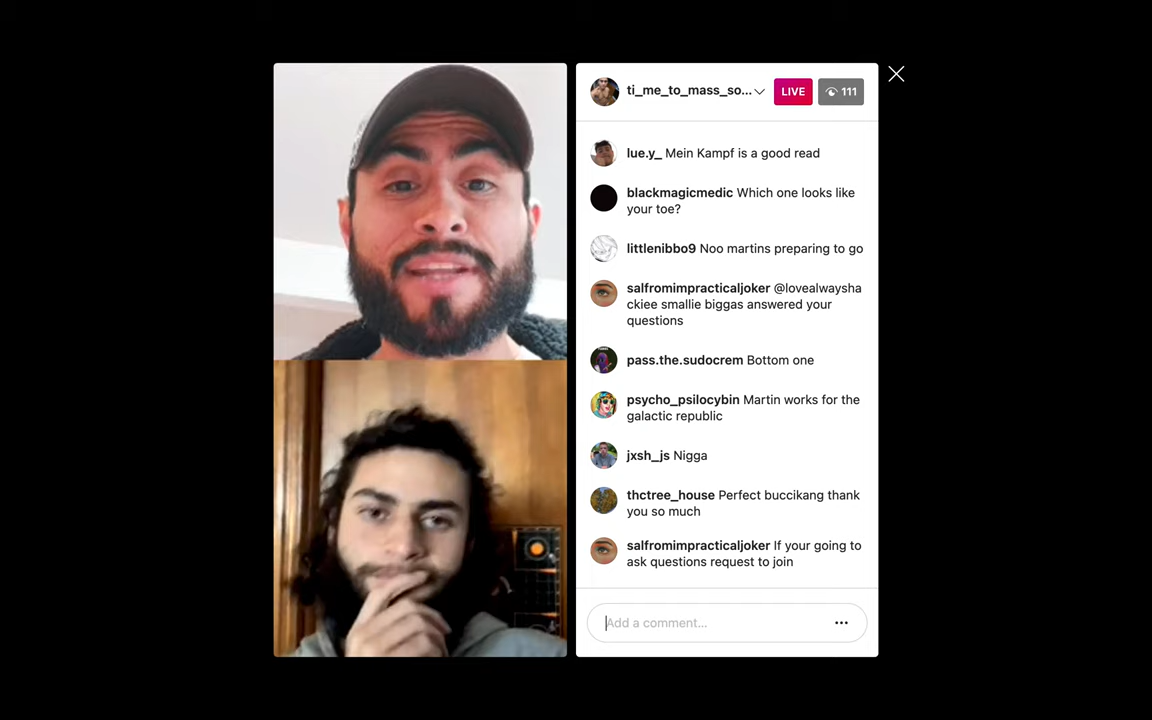 ti_me_to_mass_so...
LIVE
111
lue.y_ Mein Kampf is a good read
blackmagicmedic Which one looks like
your toe?
littlenibbo9 Noo martins preparing to go
salfromimpracticaljoker @lovealwaysha
ckiee smallie biggas answered your
questions
pass.the.sudocrem Bottom one
psycho_psilocybin Martin works for the
galactic republic
jxsh_js Nigga
thctree_house Perfect buccikang thank
you so much
salfromimpracticaljoker If your going to
ask questions request to join
Add a comment...